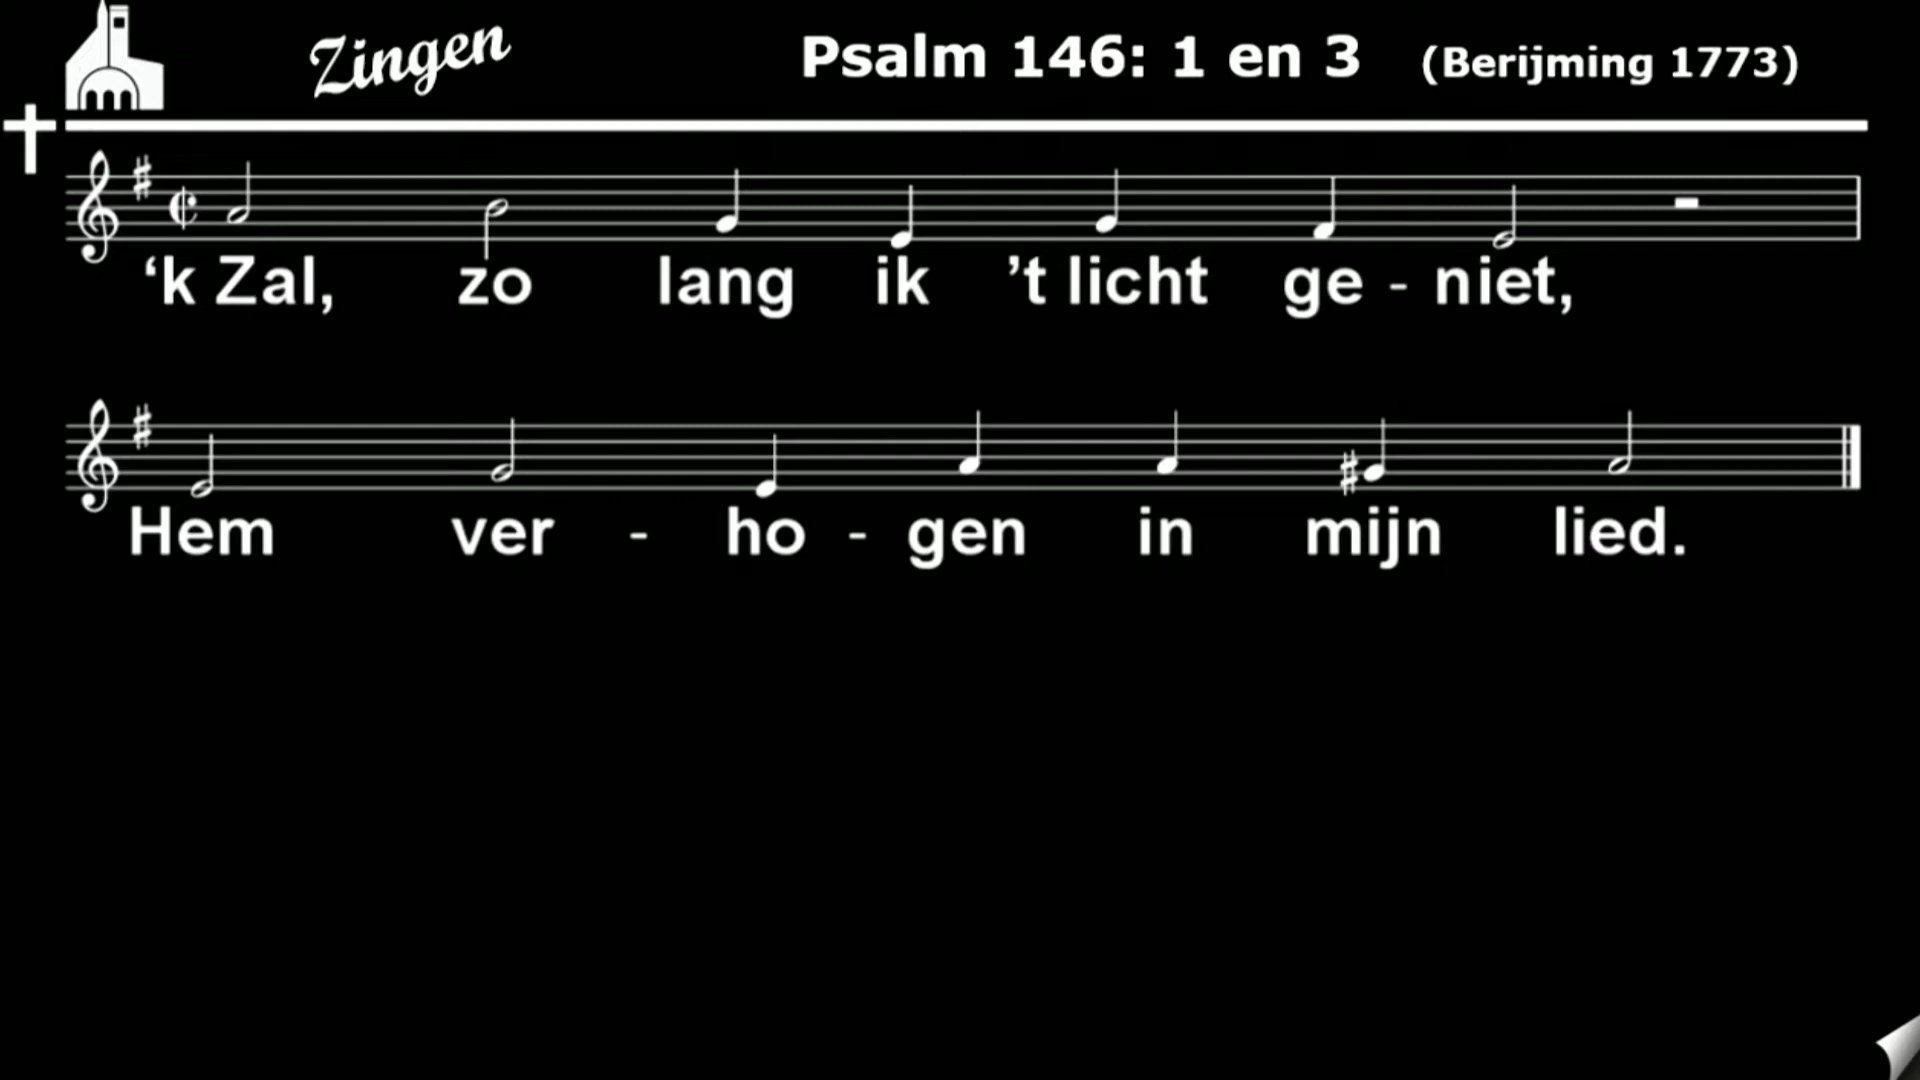 Zingen Psalm 146: 1 en 3 (Berijming 1773)
‘k Zal, zo lang ik ’t licht ge - niet,
Hem ver - ho - gen in mijn lied.